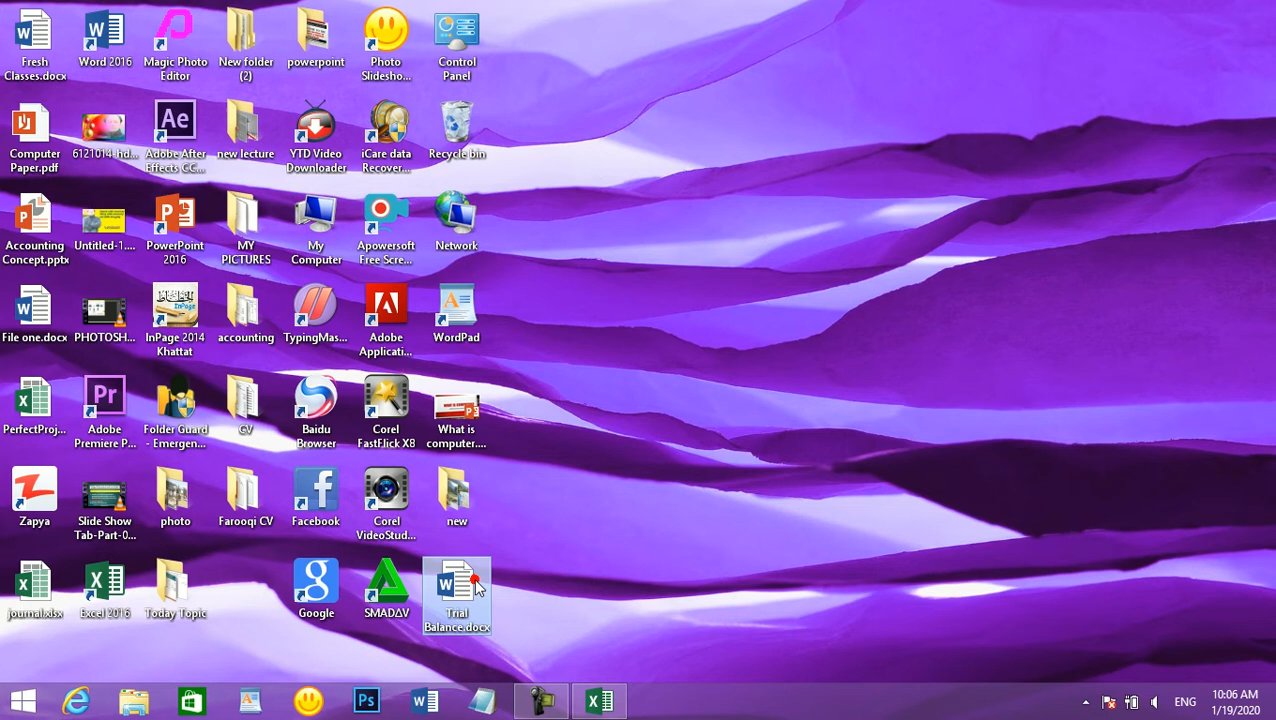 Fresh
Classes.docx
Word 2016
Magic Photo
Editor
New folder
(2)
powerpoint
Photo
Slidesho...
Control
Panel
Computer
Paper.pdf
6121014-hd...
Ae
Adobe After
Effects CC...
new lecture
YTD Video
Downloader
iCare data
Recover...
Recycle bin
Accounting
Concept.pptx
Untitled-1....
PowerPoint
2016
MY
PICTURES
My
Computer
Apowersoft
Free Scre...
Network
File one.docx
PHOTOSH...
InPage 2014
Khattat
accounting
TypingMas...
Adobe
Applicati...
WordPad
PerfectProj...
Pr
Adobe
Premiere P...
Folder Guard
- Emergen...
CV
Baidu
Browser
Corel
FastFlick X8
What is
computer....
Zapya
Slide Show
Tab-Part-0...
photo
Farooqi CV
Facebook
Corel
VideoStud...
new
journal.xlsx
Excel 2016
Today Topic
Google
SMADΔV
Trial
Balance.docx
Ps
ENG
10:06 AM
1/19/2020